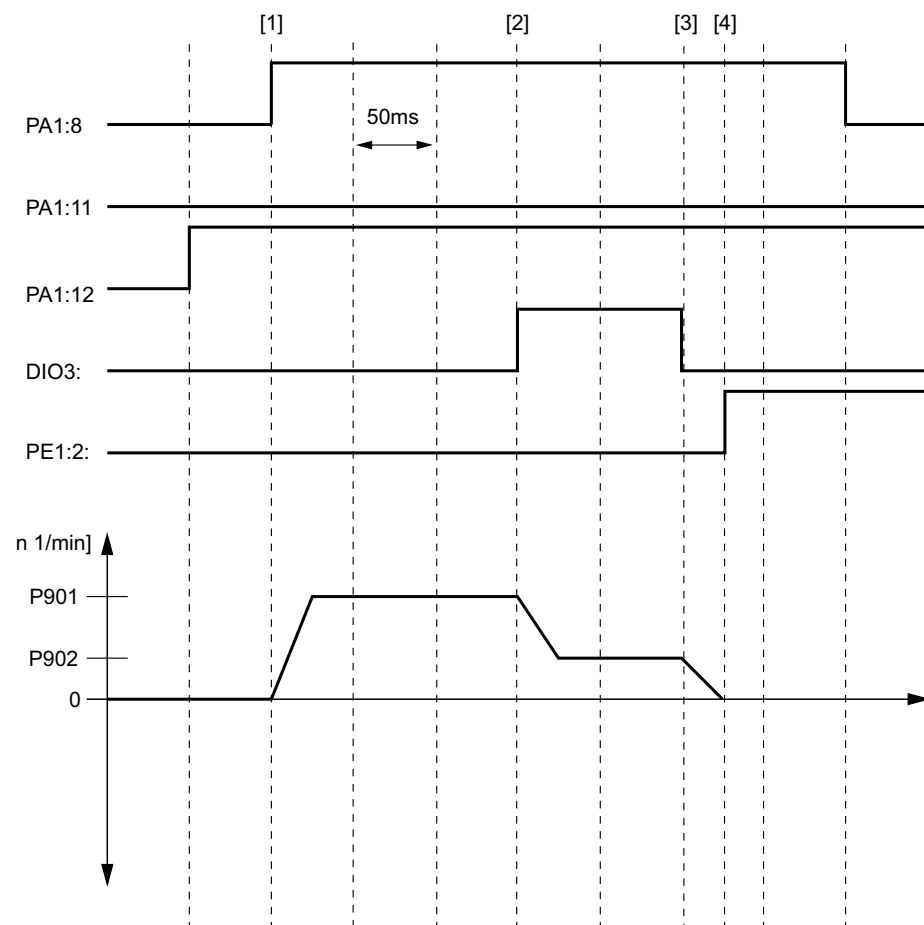 [1] [2] [3] [4]
PA1:8
50ms
PA1:11
PA1:12
DIO3:
PE1:2:
n 1/min]
P901
P902
0